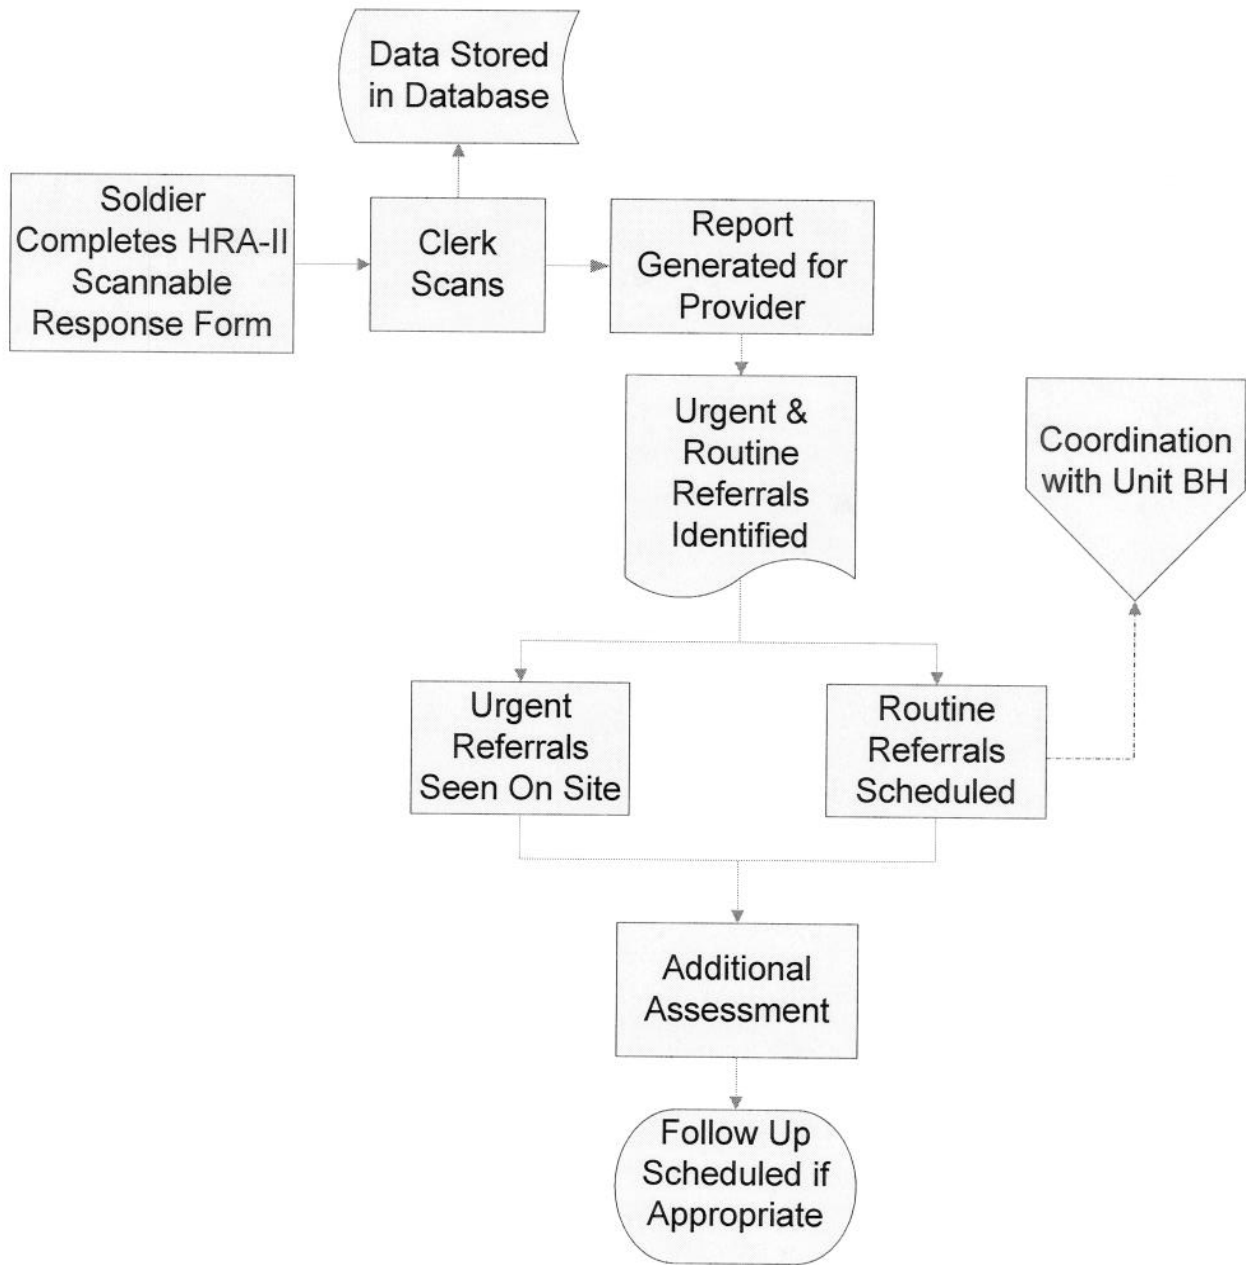 Data Stored
in Database
Soldier
Completes HRA-II
Scannable
Response Form
Clerk
Scans
Report
Generated for
Provider
Urgent &
Routine
Referrals
Identified
Coordination
with Unit BH
Urgent
Referrals
Seen On Site
Routine
Referrals
Scheduled
Additional
Assessment
Follow Up
Scheduled if
Appropriate